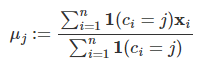 μ_j := \frac{\sum_{i=1}^{n} \mathbf{1}(c_i = j)\mathbf{x}_i}{\sum_{i=1}^{n} \mathbf{1}(c_i = j)}